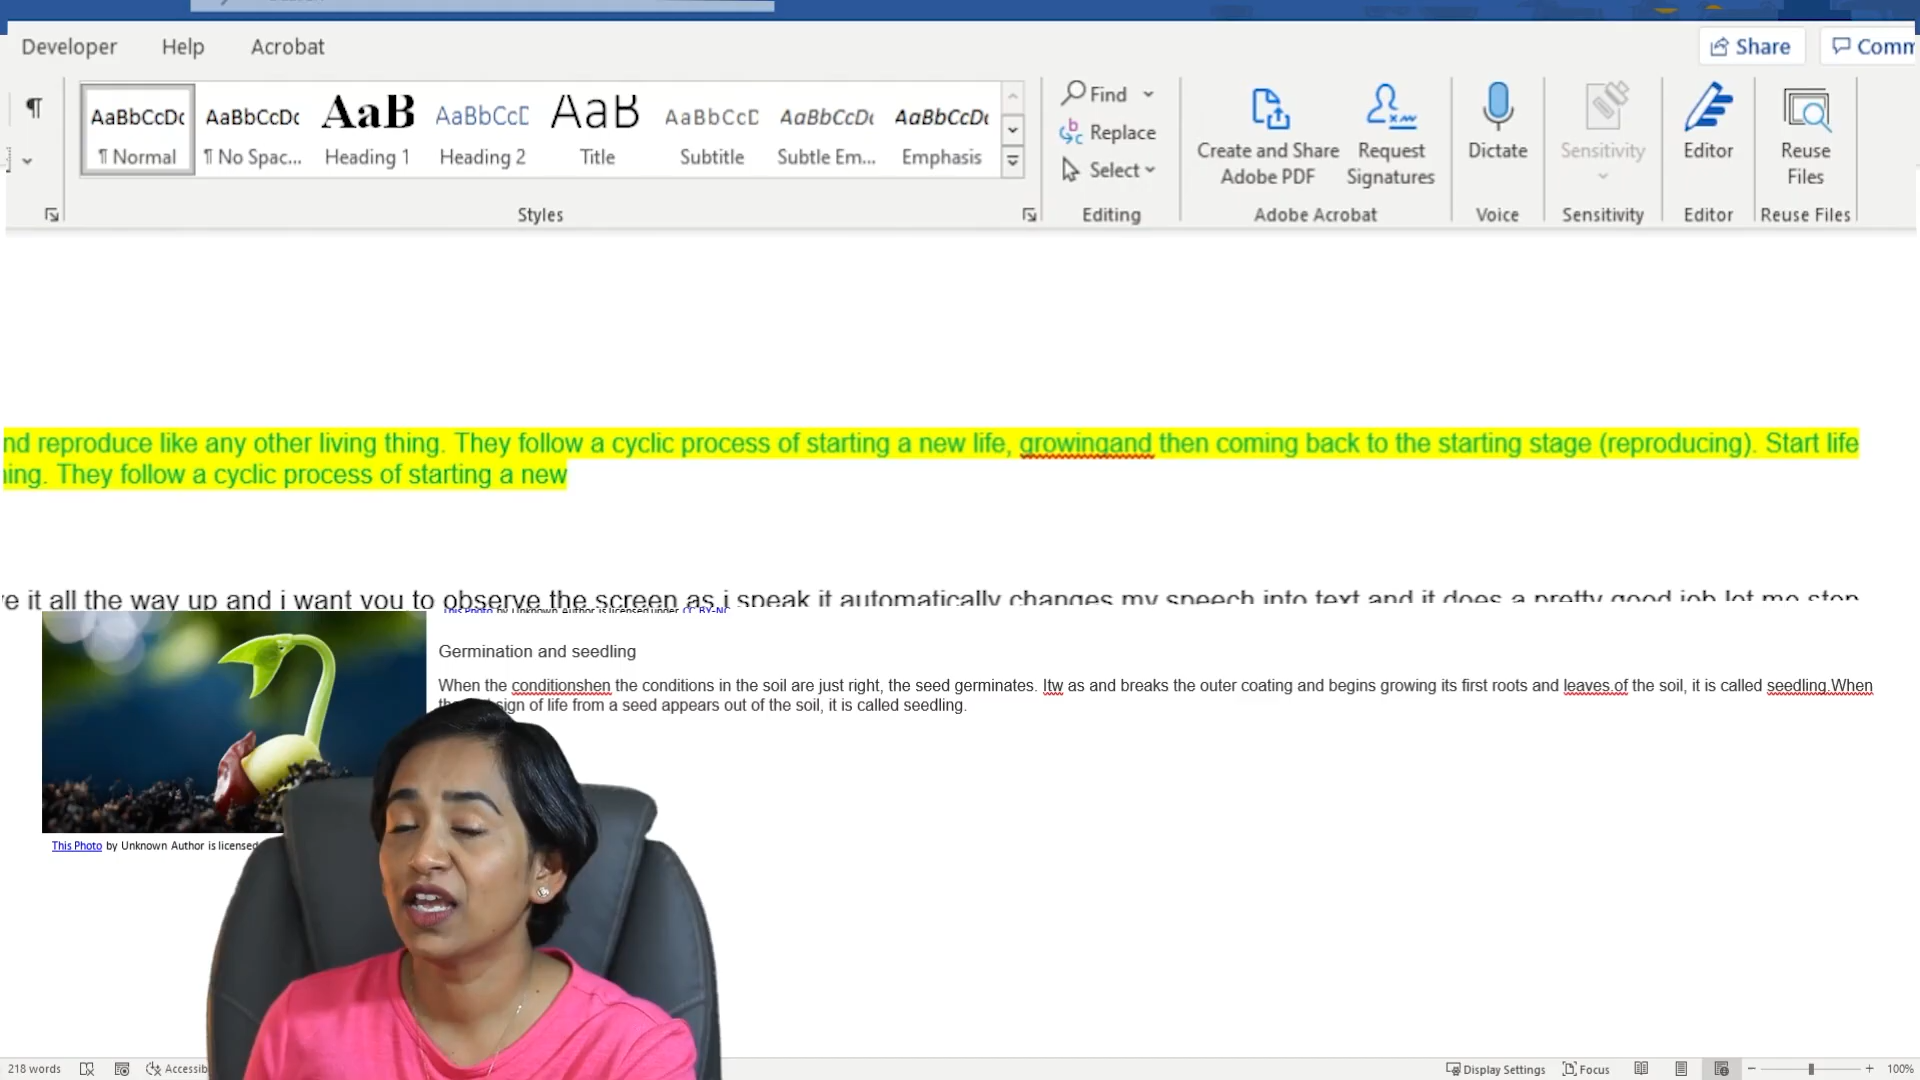 Developer Help Acrobat Share Comm
AaBbCcDc AaBbCcDc AaB AaBbCcD AaB AaBbCcD AaBbCcDc AaBbCcDc
¶ Normal ¶ No Spac... Heading 1 Heading 2 Title Subtitle Subtle Em... Emphasis
Find
Replace
Select
Create and Share Adobe PDF
Request Signatures
Dictate
Sensitivity
Editor
Reuse Files
Styles Editing Adobe Acrobat Voice Sensitivity Editor Reuse Files
nd reproduce like any other living thing. They follow a cyclic process of starting a new life, growingand then coming back to the starting stage (reproducing). Start life
ing. They follow a cyclic process of starting a new
e it all the way up and i want you to observe the screen as i speak it automatically changes my speech into text and it does a pretty good job let me stop
This Photo by Unknown Author is licensed under CC BY-NC
Germination and seedling
When the conditionshen the conditions in the soil are just right, the seed germinates. Itw as and breaks the outer coating and begins growing its first roots and leaves.of the soil, it is called seedling.When
sign of life from a seed appears out of the soil, it is called seedling.
This Photo by Unknown Author is licensed
218 words Accessib Display Settings Focus 100%